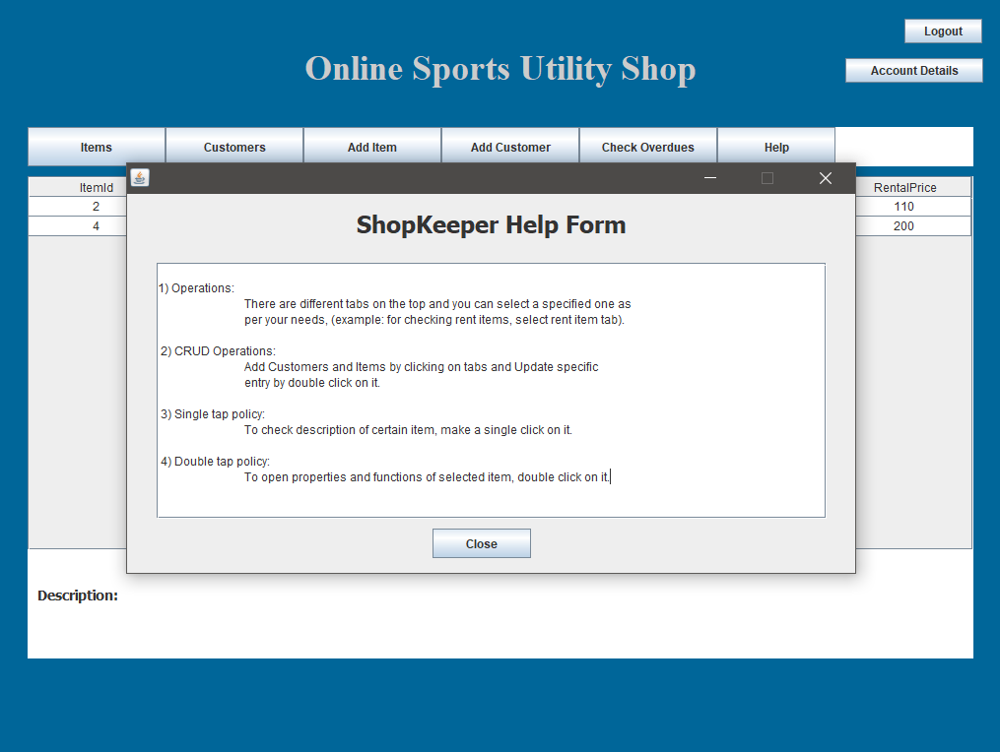 Logout
Online Sports Utility Shop
Account Details
Items Customers Add Item Add Customer Check Overdues Help
ItemId RentalPrice
2 110
4 200
ShopKeeper Help Form
1) Operations:
There are different tabs on the top and you can select a specified one as
per your needs, (example: for checking rent items, select rent item tab).
2) CRUD Operations:
Add Customers and Items by clicking on tabs and Update specific
entry by double click on it.
3) Single tap policy:
To check description of certain item, make a single click on it.
4) Double tap policy:
To open properties and functions of selected item, double click on it.
Close
Description: